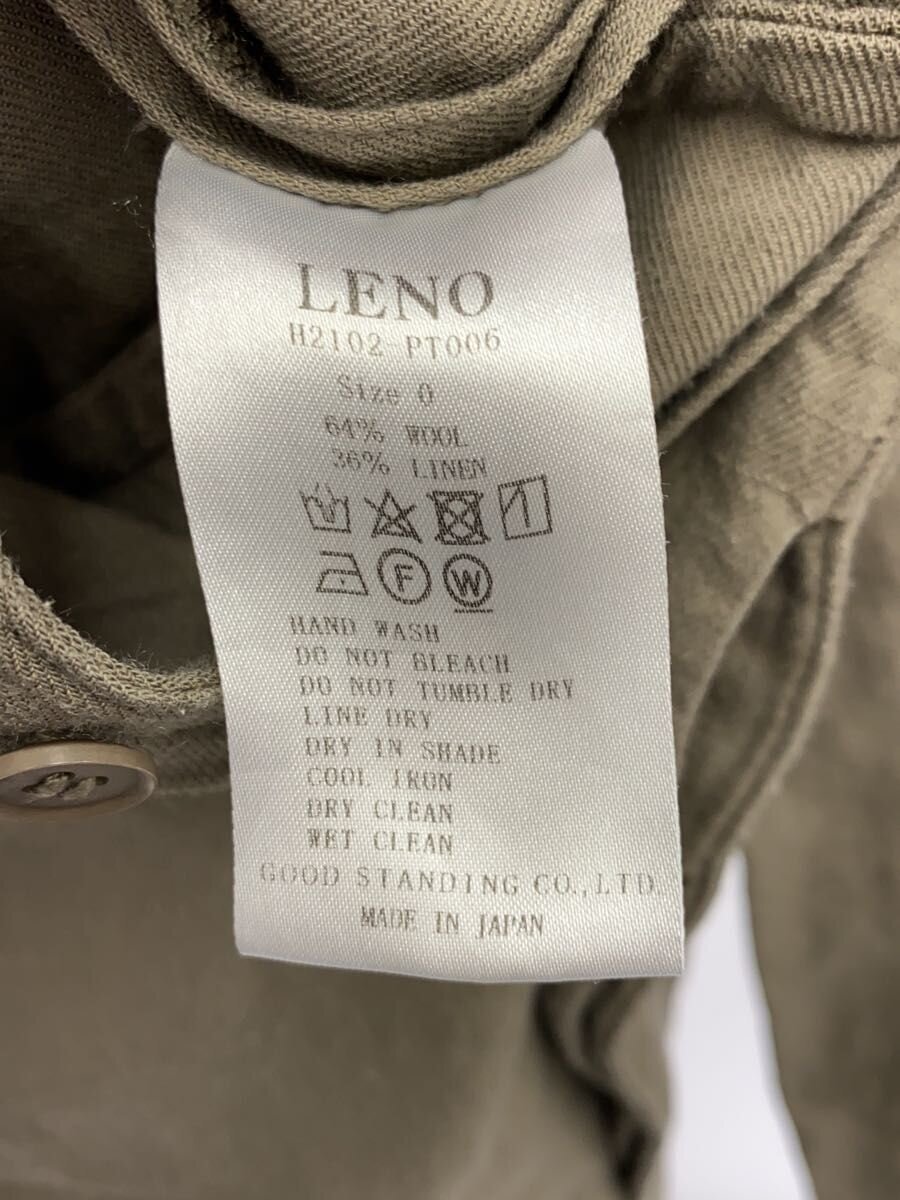 LENO
H2102-PT006
Size 0
64% WOOL
36% LINEN
F W
HAND WASH
DO NOT BLEACH
DO NOT TUMBLE DRY
LINE DRY
DRY IN SHADE
COOL IRON
DRY CLEAN
WET CLEAN
GOOD STANDING CO.,LTD.
MADE IN JAPAN